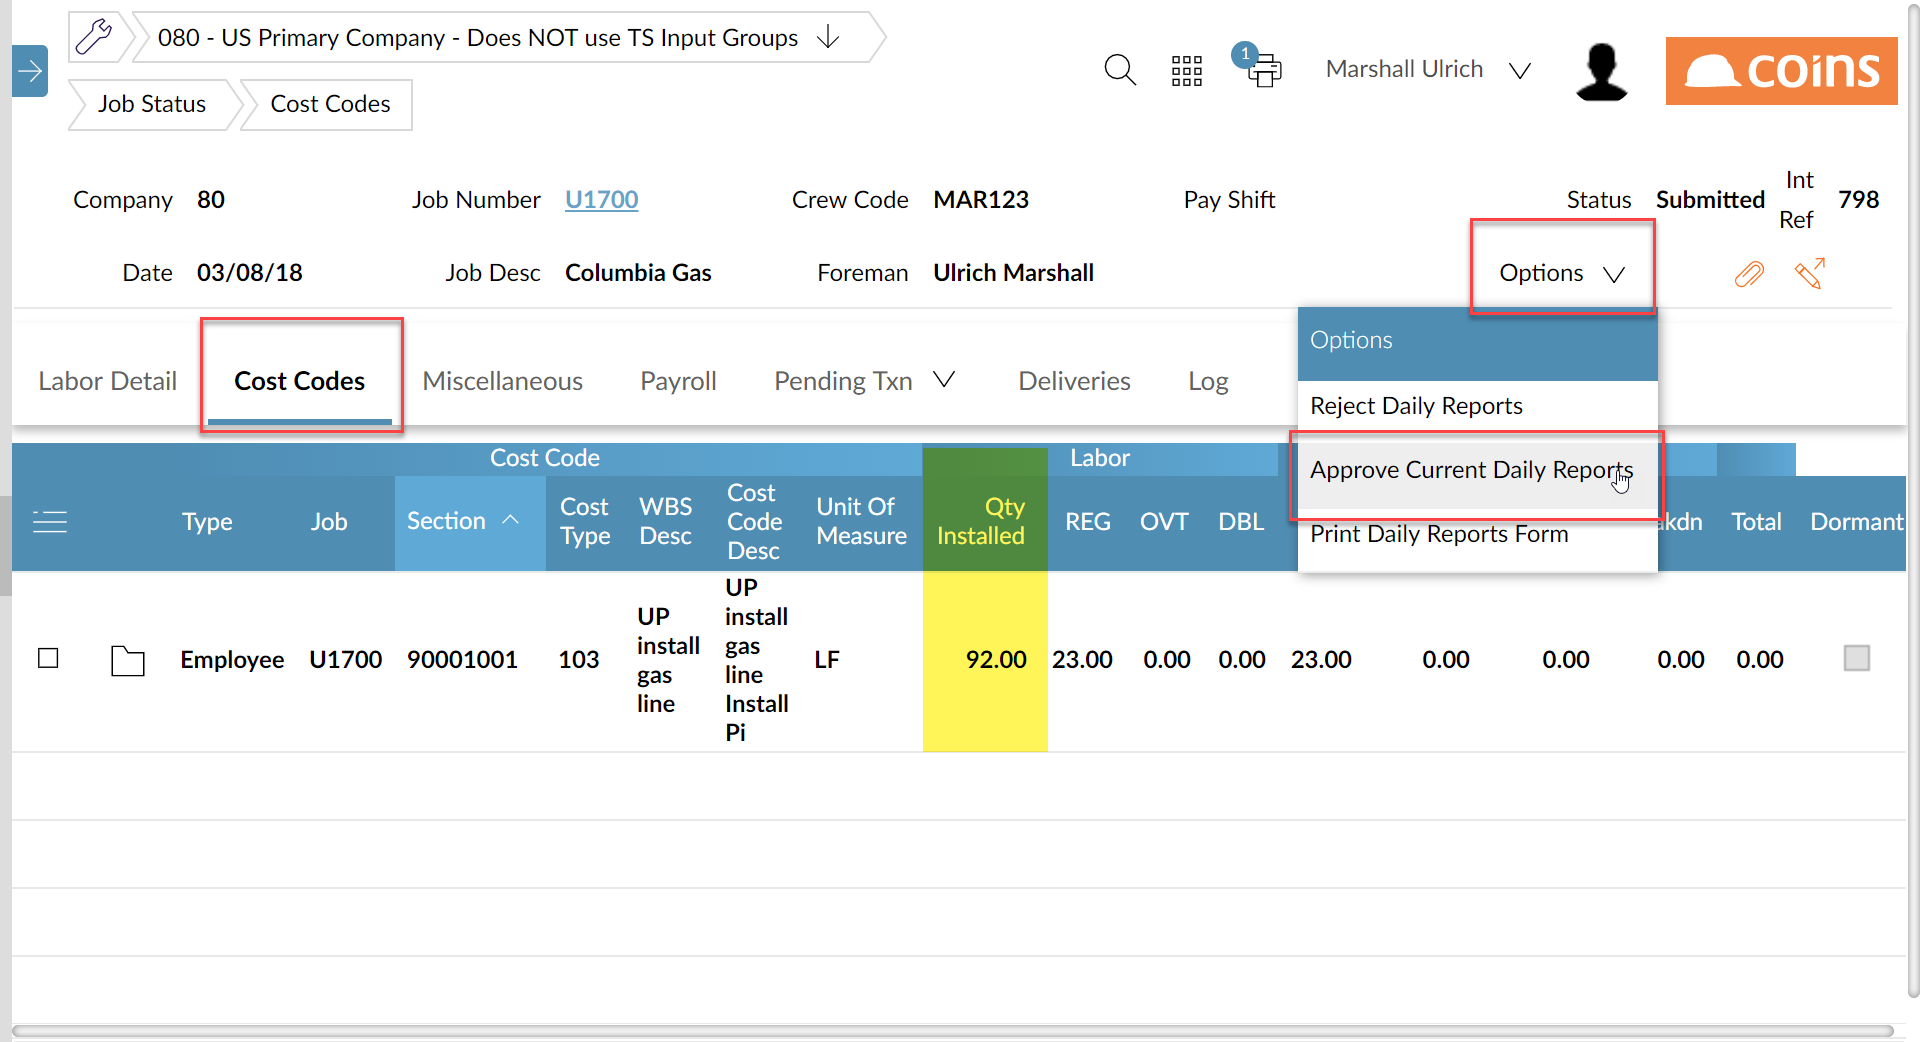 080 - US Primary Company - Does NOT use TS Input Groups
1
Marshall Ulrich
coins
Job Status
Cost Codes
Company 80
Job Number U1700
Crew Code MAR123
Pay Shift
Status Submitted
Int
Ref
798
Date 03/08/18
Job Desc Columbia Gas
Foreman Ulrich Marshall
Options
Options
Reject Daily Reports
Approve Current Daily Reports
Print Daily Reports Form
Labor Detail
Cost Codes
Miscellaneous
Payroll
Pending Txn
Deliveries
Log
Cost Code
Labor
Type
Job
Section
Cost
Type
WBS
Desc
Cost
Code
Desc
Unit Of
Measure
Qty
Installed
REG
OVT
DBL
kdn
Total
Dormant
Employee
U1700
90001001
103
UP
install
gas
line
UP
install
gas
line
Install
Pi
LF
92.00
23.00
0.00
0.00
23.00
0.00
0.00
0.00
0.00